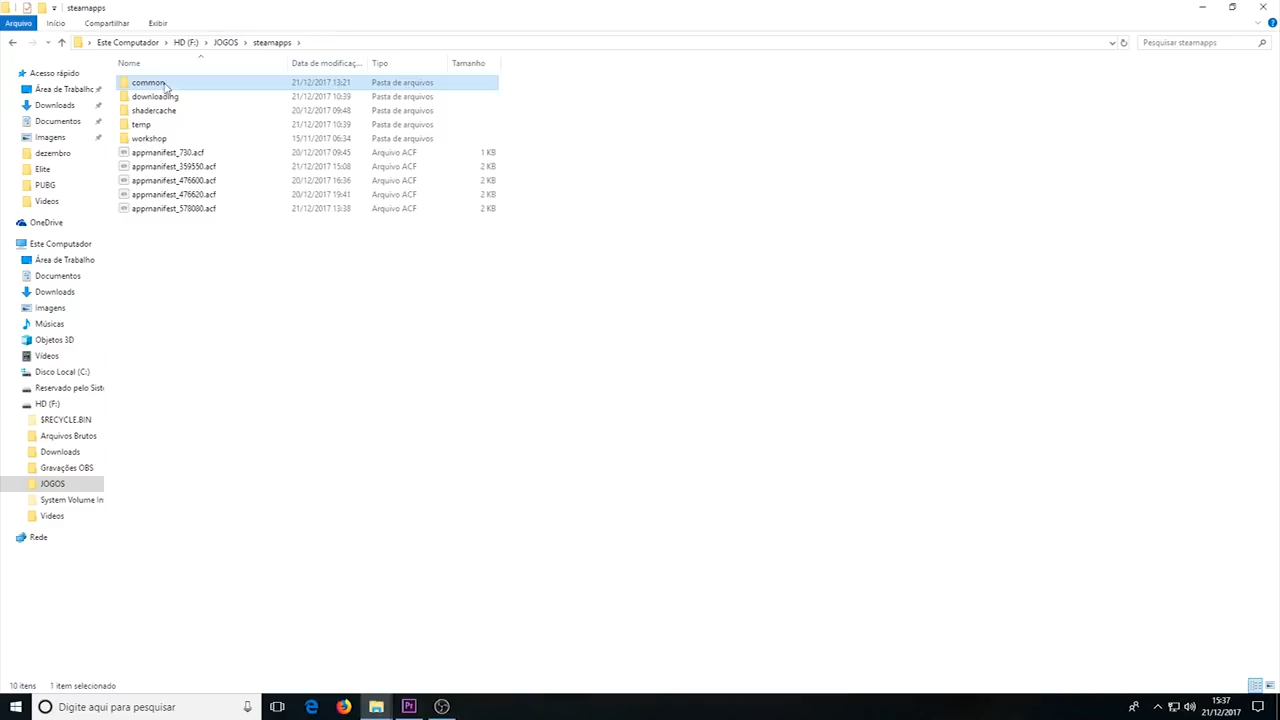 steamapps
Arquivo Início Compartilhar Exibir
Este Computador HD (F:) JOGOS steamapps
Pesquisar steamapps
Nome Data de modificaç... Tipo Tamanho
common 21/12/2017 13:21 Pasta de arquivos
downloading 21/12/2017 10:39 Pasta de arquivos
shadercache 20/12/2017 09:48 Pasta de arquivos
temp 21/12/2017 10:39 Pasta de arquivos
workshop 15/11/2017 06:34 Pasta de arquivos
appmanifest_730.acf 20/12/2017 09:45 Arquivo ACF 1 KB
appmanifest_359550.acf 21/12/2017 15:08 Arquivo ACF 2 KB
appmanifest_476600.acf 20/12/2017 16:36 Arquivo ACF 2 KB
appmanifest_476620.acf 20/12/2017 19:41 Arquivo ACF 2 KB
appmanifest_578080.acf 21/12/2017 13:38 Arquivo ACF 2 KB
Acesso rápido
Área de Trabalhc
Downloads
Documentos
Imagens
dezembro
Elite
PUBG
Videos
OneDrive
Este Computador
Área de Trabalho
Documentos
Downloads
Imagens
Músicas
Objetos 3D
Vídeos
Disco Local (C:)
Reservado pelo Sist
HD (F:)
$RECYCLE.BIN
Arquivos Brutos
Downloads
Gravações OBS
JOGOS
System Volume In
Videos
Rede
10 itens 1 item selecionado
Digite aqui para pesquisar
Pr
15:37
21/12/2017